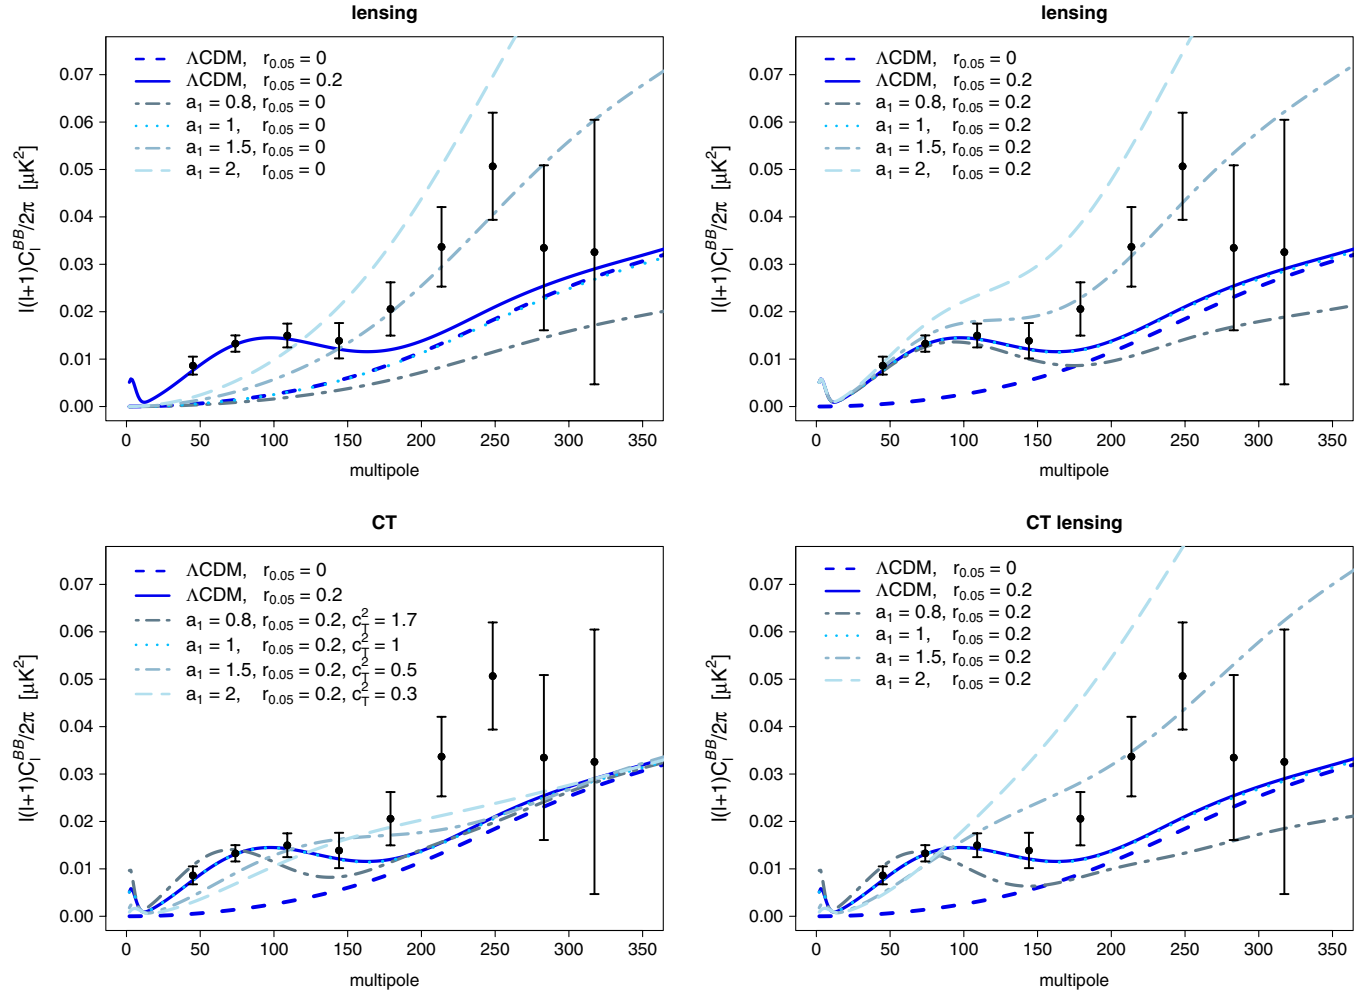 lensing
l(l+1)C_l^{BB}/2π [μK²]
0.07
0.06
0.05
0.04
0.03
0.02
0.01
0.00
ΛCDM, r₀.₀₅ = 0
ΛCDM, r₀.₀₅ = 0.2
a₁ = 0.8, r₀.₀₅ = 0
a₁ = 1, r₀.₀₅ = 0
a₁ = 1.5, r₀.₀₅ = 0
a₁ = 2, r₀.₀₅ = 0
0 50 100 150 200 250 300 350
multipole
lensing
l(l+1)C_l^{BB}/2π [μK²]
0.07
0.06
0.05
0.04
0.03
0.02
0.01
0.00
ΛCDM, r₀.₀₅ = 0
ΛCDM, r₀.₀₅ = 0.2
a₁ = 0.8, r₀.₀₅ = 0.2
a₁ = 1, r₀.₀₅ = 0.2
a₁ = 1.5, r₀.₀₅ = 0.2
a₁ = 2, r₀.₀₅ = 0.2
0 50 100 150 200 250 300 350
multipole
CT
l(l+1)C_l^{BB}/2π [μK²]
0.07
0.06
0.05
0.04
0.03
0.02
0.01
0.00
ΛCDM, r₀.₀₅ = 0
ΛCDM, r₀.₀₅ = 0.2
a₁ = 0.8, r₀.₀₅ = 0.2, c_T² = 1.7
a₁ = 1, r₀.₀₅ = 0.2, c_T² = 1
a₁ = 1.5, r₀.₀₅ = 0.2, c_T² = 0.5
a₁ = 2, r₀.₀₅ = 0.2, c_T² = 0.3
0 50 100 150 200 250 300 350
multipole
CT lensing
l(l+1)C_l^{BB}/2π [μK²]
0.07
0.06
0.05
0.04
0.03
0.02
0.01
0.00
ΛCDM, r₀.₀₅ = 0
ΛCDM, r₀.₀₅ = 0.2
a₁ = 0.8, r₀.₀₅ = 0.2
a₁ = 1, r₀.₀₅ = 0.2
a₁ = 1.5, r₀.₀₅ = 0.2
a₁ = 2, r₀.₀₅ = 0.2
0 50 100 150 200 250 300 350
multipole